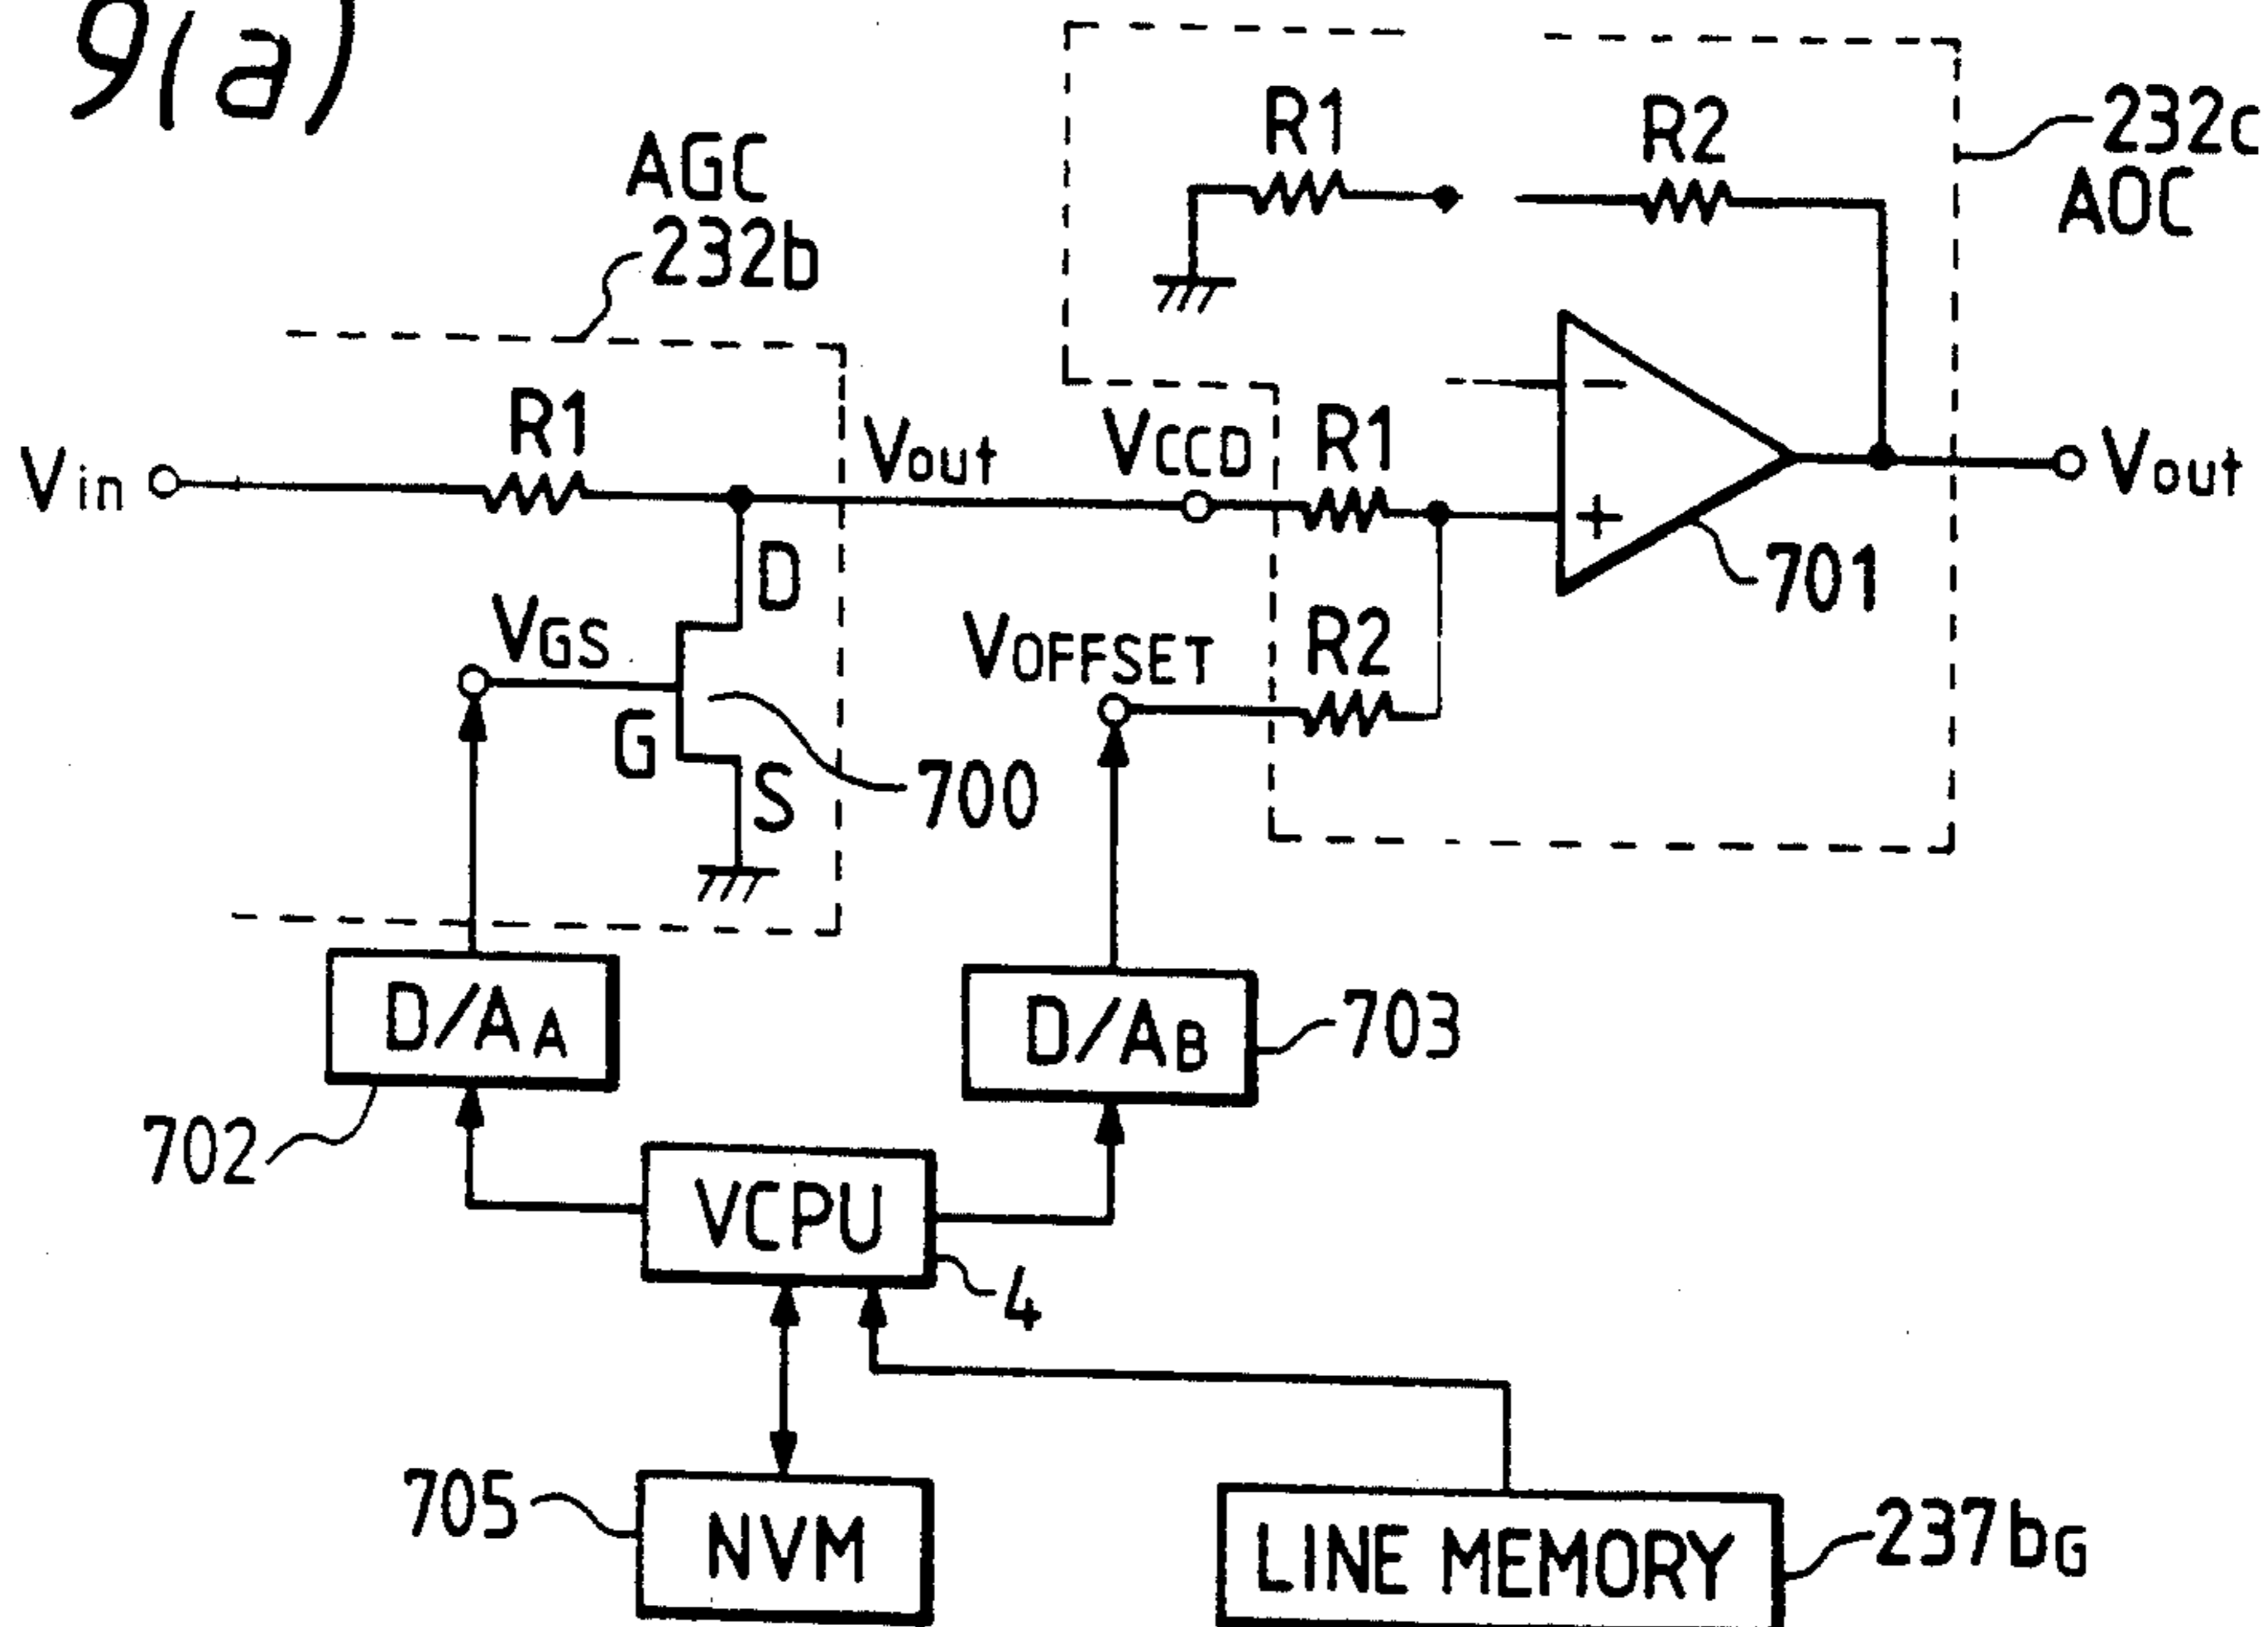 9(a)
AGC
232b
R1
R2
232c
AOC
Vin
R1
Vout
VCCD
R1
−
+
Vout
701
D
VGS
G
S
700
VOFFSET
R2
D/AA
702
D/AB
703
VCPU
4
705
NVM
LINE MEMORY
237bG